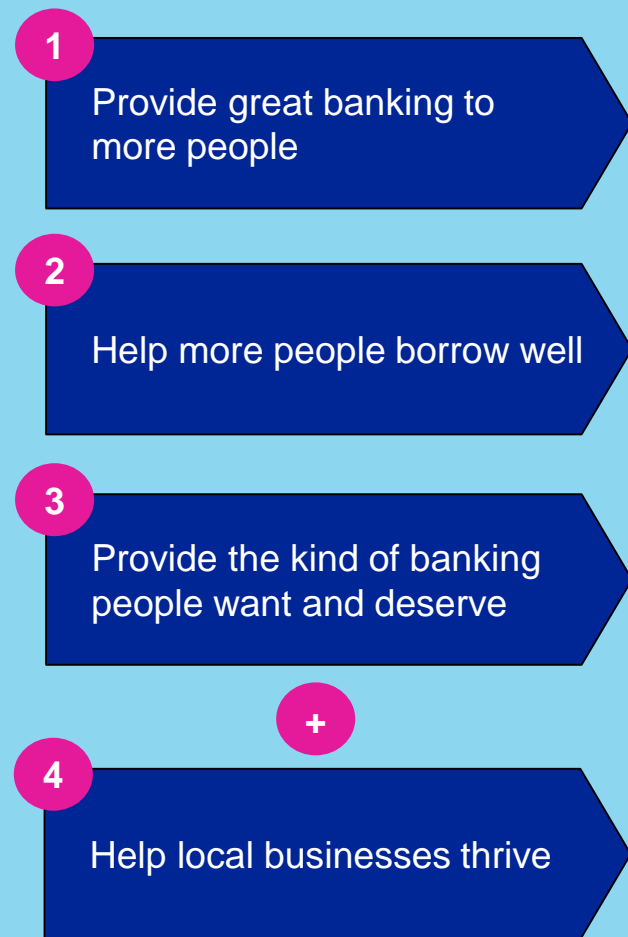 1
Provide great banking to
more people
2
Help more people borrow well
3
Provide the kind of banking
people want and deserve
+
4
Help local businesses thrive